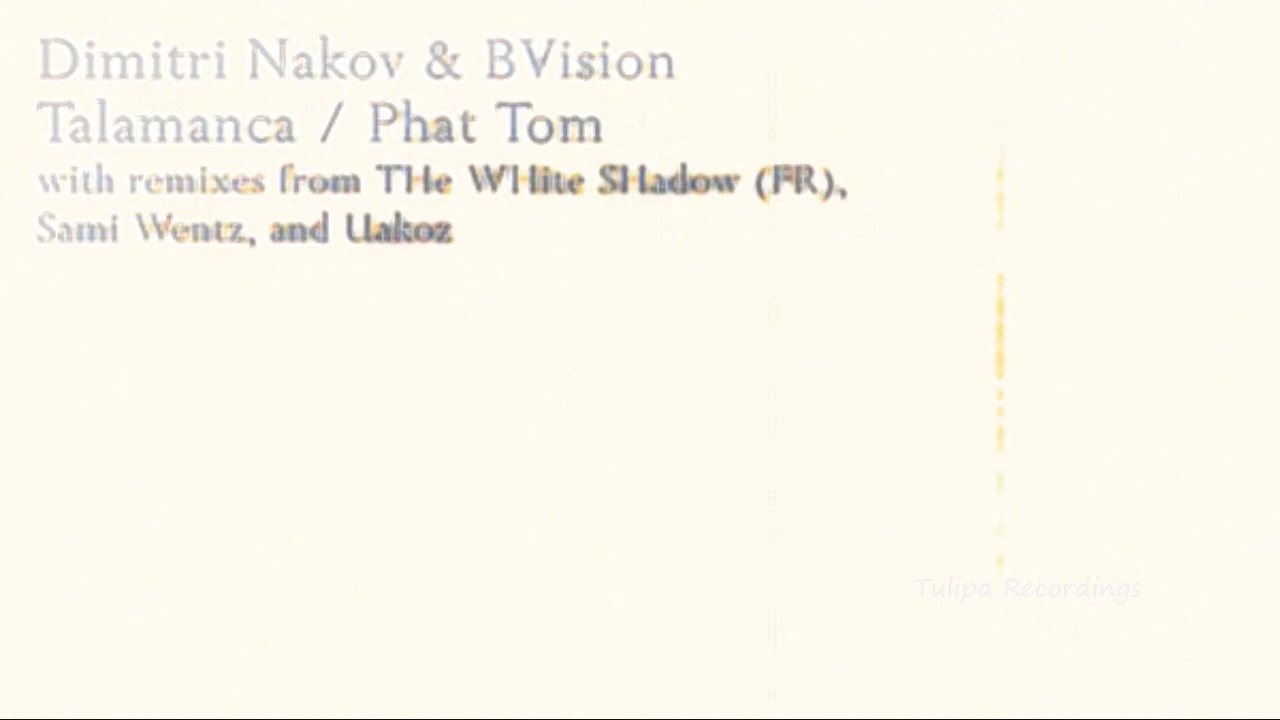 Dimitri Nakov & BVision
Talamanca / Phat Tom
with remixes from THe WHite SHadow (FR),
Sami Wentz, and Uakoz
Tulipa Recordings